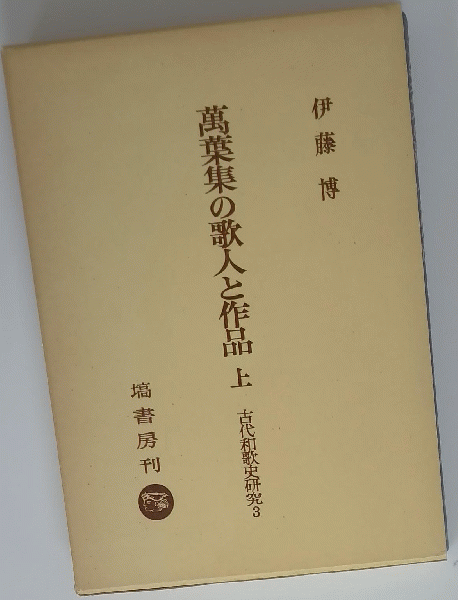 伊藤博
萬葉集の歌人と作品 上
古代和歌史研究3
塙書房刊